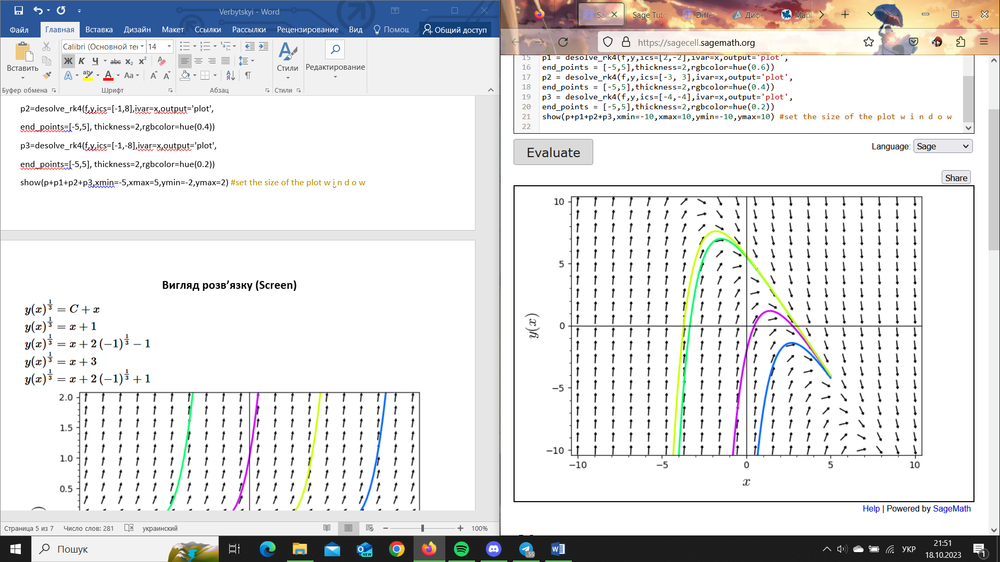 Verbytskyi - Word
Файл Главная Вставка Дизайн Макет Ссылки Рассылки Рецензирование Вид Помощ Общий доступ
Вставить
Буфер обмена
Calibri (Основной те 14
Ж К Ч abc x₂ x²
Шрифт
Абзац
Стили
Стили
Редактирование
p2=desolve_rk4(f,y,ics=[-1,8],ivar=x,output='plot',
end_points=[-5,5], thickness=2,rgbcolor=hue(0.4))
p3=desolve_rk4(f,y,ics=[-1,-8],ivar=x,output='plot',
end_points=[-5,5], thickness=2,rgbcolor=hue(0.2))
show(p+p1+p2+p3,xmin=-5,xmax=5,ymin=-2,ymax=2) #set the size of the plot w i n d o w
Вигляд розв’язку (Screen)
y(x)^{1/3} = C + x
y(x)^{1/3} = x + 1
y(x)^{1/3} = x + 2 (−1)^{1/3} − 1
y(x)^{1/3} = x + 3
y(x)^{1/3} = x + 2 (−1)^{1/3} + 1
2.0
1.5
1.0
0.5
Страница 5 из 7 Число слов: 281 украинский 100%
Sag Sage Tuto Differ Дифе Mapl
https://sagecell.sagemath.org
15 p1 = desolve_rk4(f,y,ics=[2,-2],ivar=x,output='plot',
16 end_points = [-5,5],thickness=2,rgbcolor=hue(0.6))
17 p2 = desolve_rk4(f,y,ics=[-3, 3],ivar=x,output='plot',
18 end_points = [-5,5],thickness=2,rgbcolor=hue(0.4))
19 p3 = desolve_rk4(f,y,ics=[-4,-4],ivar=x,output='plot',
20 end_points = [-5,5],thickness=2,rgbcolor=hue(0.2))
21 show(p+p1+p2+p3,xmin=-10,xmax=10,ymin=-10,ymax=10) #set the size of the plot w i n d o w
22
Evaluate
Language: Sage
Share
10
5
0
−5
−10
y(x)
−10 −5 0 5 10
x
Help | Powered by SageMath
Пошук
NEW
55
УКР
21:51
18.10.2023
1